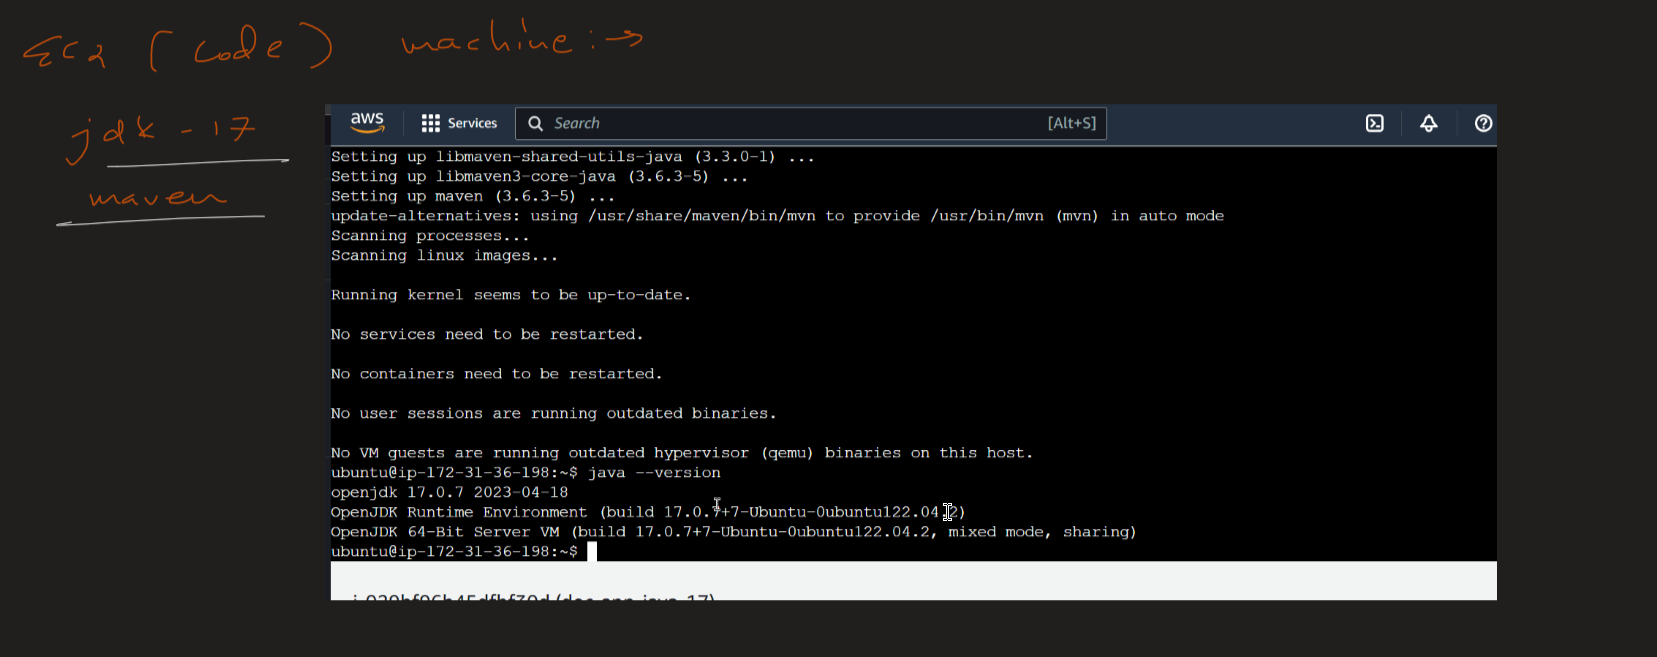 EC2 (code) machine:→
jdk - 17
maven
aws Services Search [Alt+S]
Setting up libmaven-shared-utils-java (3.3.0-1) ...
Setting up libmaven3-core-java (3.6.3-5) ...
Setting up maven (3.6.3-5) ...
update-alternatives: using /usr/share/maven/bin/mvn to provide /usr/bin/mvn (mvn) in auto mode
Scanning processes...
Scanning linux images...
Running kernel seems to be up-to-date.
No services need to be restarted.
No containers need to be restarted.
No user sessions are running outdated binaries.
No VM guests are running outdated hypervisor (qemu) binaries on this host.
ubuntu@ip-172-31-36-198:~$ java --version
openjdk 17.0.7 2023-04-18
OpenJDK Runtime Environment (build 17.0.7+7-Ubuntu-0ubuntu122.04.2)
OpenJDK 64-Bit Server VM (build 17.0.7+7-Ubuntu-0ubuntu122.04.2, mixed mode, sharing)
ubuntu@ip-172-31-36-198:~$